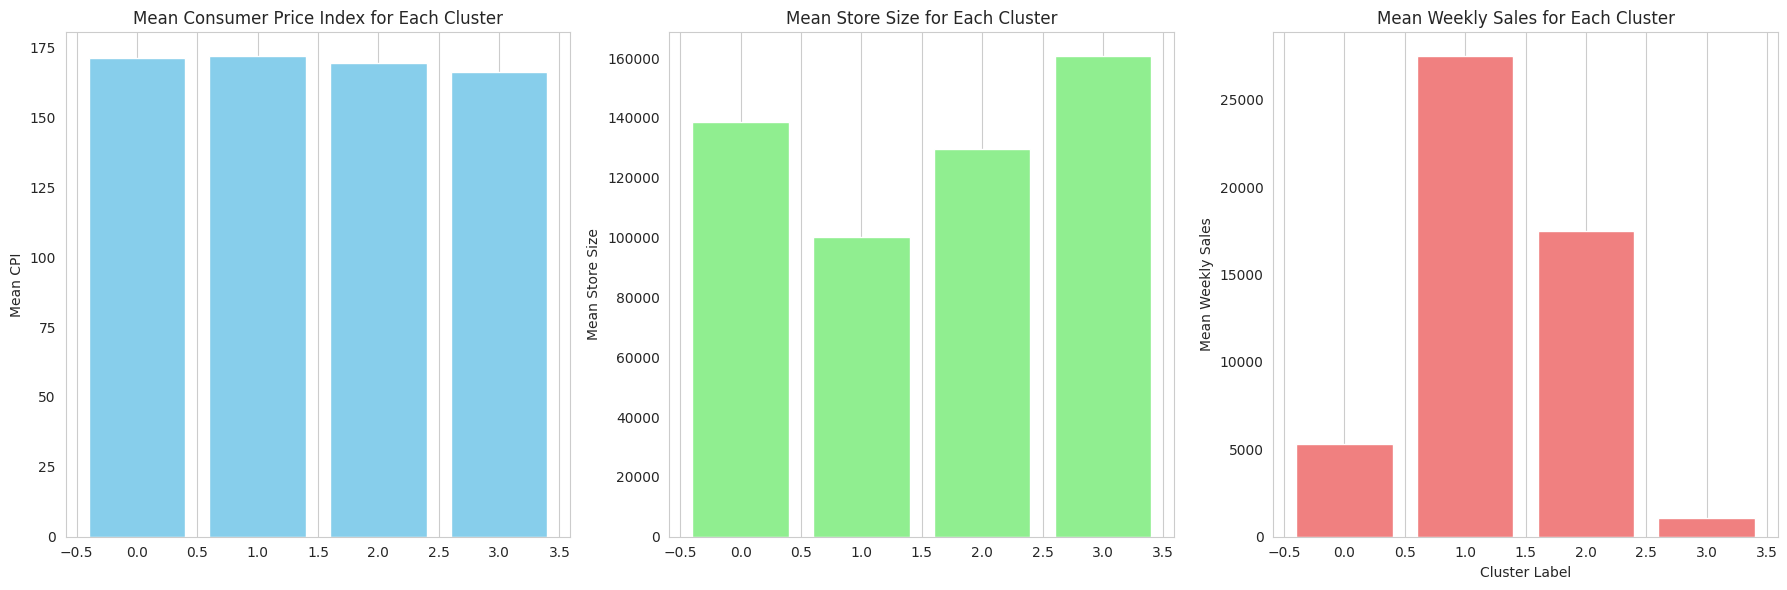 Mean Consumer Price Index for Each Cluster
Mean CPI
175
150
125
100
75
50
25
0
−0.5 0.0 0.5 1.0 1.5 2.0 2.5 3.0 3.5
Mean Store Size for Each Cluster
Mean Store Size
160000
140000
120000
100000
80000
60000
40000
20000
0
−0.5 0.0 0.5 1.0 1.5 2.0 2.5 3.0 3.5
Mean Weekly Sales for Each Cluster
Mean Weekly Sales
25000
20000
15000
10000
5000
0
−0.5 0.0 0.5 1.0 1.5 2.0 2.5 3.0 3.5
Cluster Label